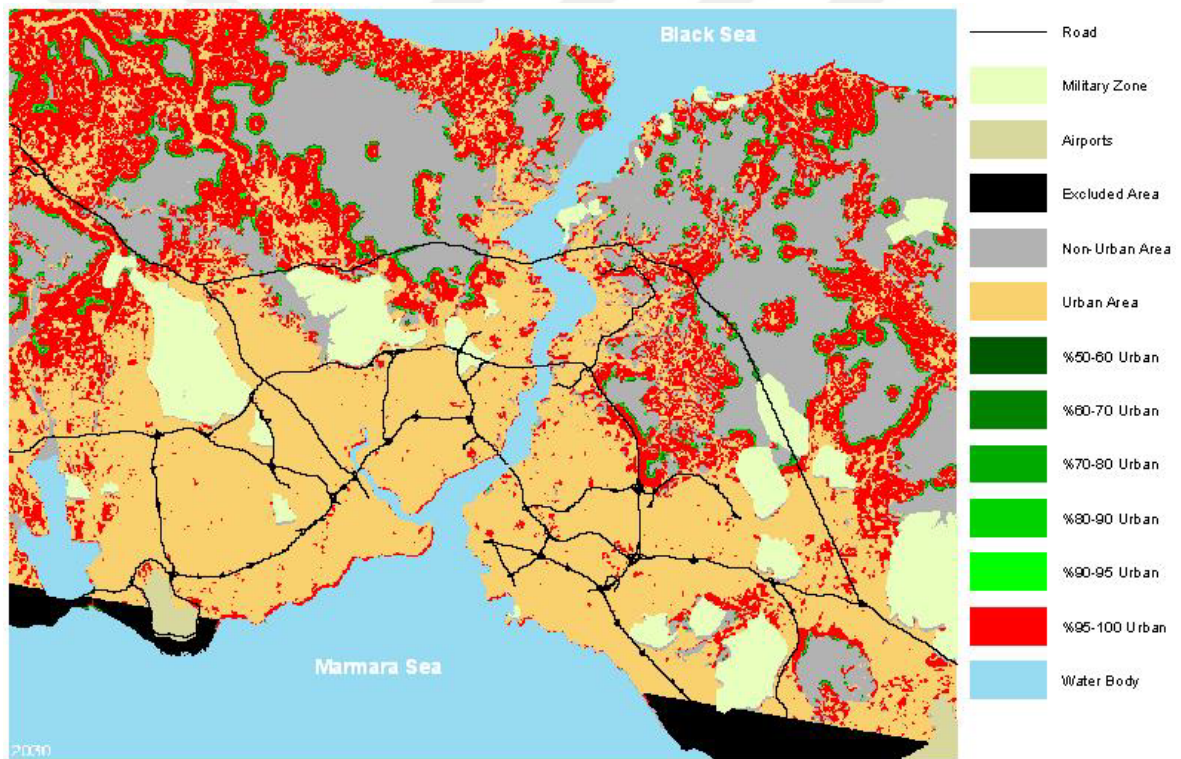 Black Sea
Marmara Sea
2030
Road
Military Zone
Airports
Excluded Area
Non-Urban Area
Urban Area
%50-60 Urban
%60-70 Urban
%70-80 Urban
%80-90 Urban
%90-95 Urban
%95-100 Urban
Water Body